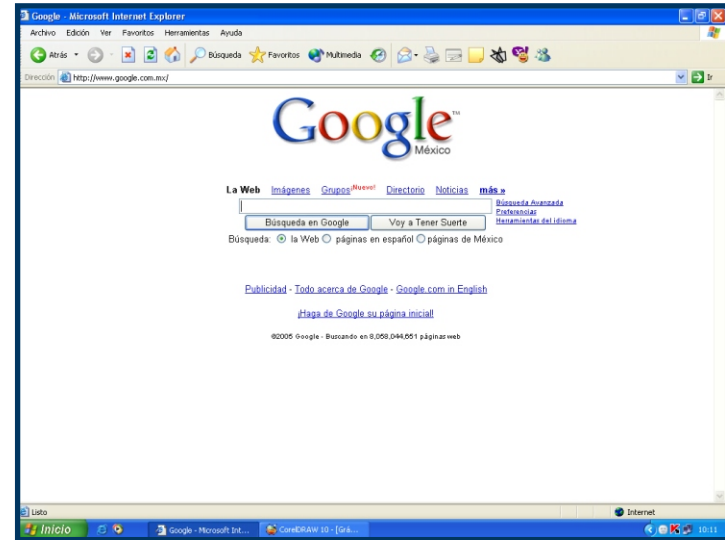 Google - Microsoft Internet Explorer
Archivo Edición Ver Favoritos Herramientas Ayuda
Atrás Búsqueda Favoritos Multimedia
Dirección http://www.google.com.mx/ Ir
Google™
México
La Web Imágenes Grupos ¡Nuevo! Directorio Noticias más »
Búsqueda Avanzada
Preferencias
Herramientas del idioma
Búsqueda en Google Voy a Tener Suerte
Búsqueda: la Web páginas en español páginas de México
Publicidad - Todo acerca de Google - Google.com in English
¡Haga de Google su página inicial!
©2005 Google - Buscando en 8,058,044,651 páginas web
Listo Internet
Inicio Google - Microsoft Int... CorelDRAW 10 - [Grá... 10:11